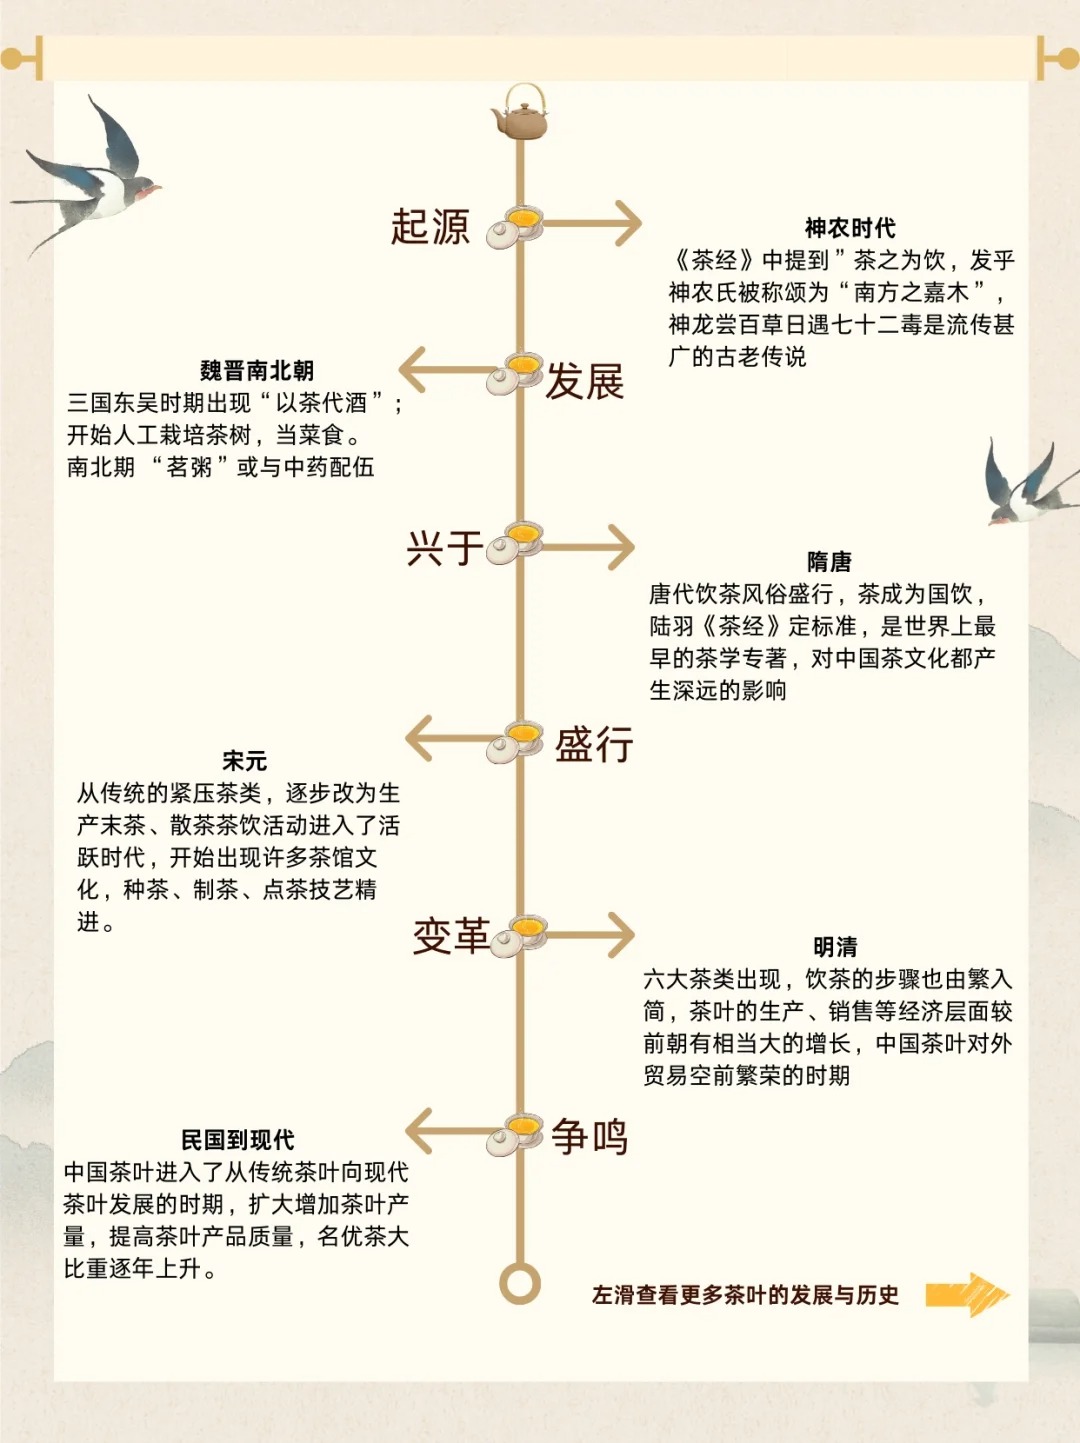 起源
神农时代
《茶经》中提到”茶之为饮，发乎
神农氏被称颂为“南方之嘉木”，
神龙尝百草日遇七十二毒是流传甚
广的古老传说
发展
魏晋南北朝
三国东吴时期出现“以茶代酒”；
开始人工栽培茶树，当菜食。
南北期 “茗粥”或与中药配伍
兴于
隋唐
唐代饮茶风俗盛行，茶成为国饮，
陆羽《茶经》定标准，是世界上最
早的茶学专著，对中国茶文化都产
生深远的影响
盛行
宋元
从传统的紧压茶类，逐步改为生
产末茶、散茶茶饮活动进入了活
跃时代，开始出现许多茶馆文
化，种茶、制茶、点茶技艺精
进。
变革
明清
六大茶类出现，饮茶的步骤也由繁入
简，茶叶的生产、销售等经济层面较
前朝有相当大的增长，中国茶叶对外
贸易空前繁荣的时期
争鸣
民国到现代
中国茶叶进入了从传统茶叶向现代
茶叶发展的时期，扩大增加茶叶产
量，提高茶叶产品质量，名优茶大
比重逐年上升。
左滑查看更多茶叶的发展与历史